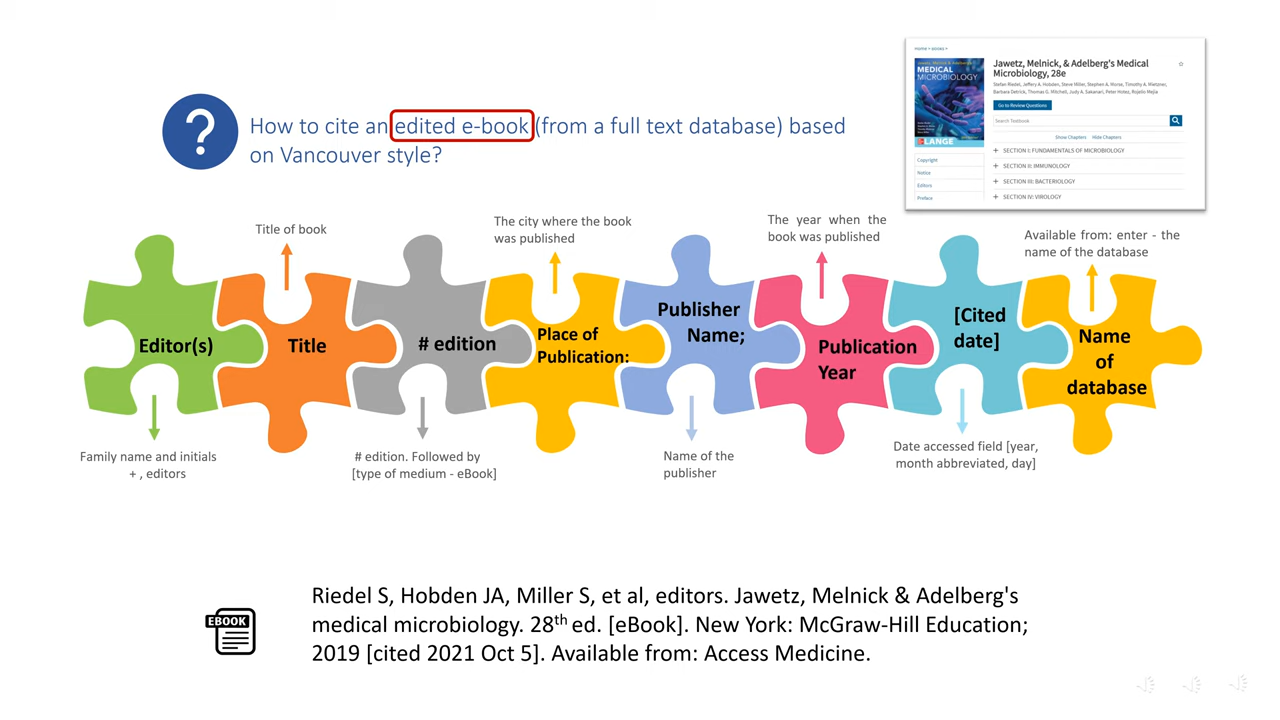 Home > Books >
Jawetz, Melnick, & Adelberg's Medical
Microbiology, 28e
Stefan Riedel, Jeffery A. Hobden, Steve Miller, Stephen A. Morse, Timothy A. Mietzner,
Barbara Detrick, Thomas G. Mitchell, Judy A. Sakanari, Peter Hotez, Rojelio Mejia
Go to Review Questions
Search Textbook
Show Chapters Hide Chapters
+ SECTION I: FUNDAMENTALS OF MICROBIOLOGY
+ SECTION II: IMMUNOLOGY
+ SECTION III: BACTERIOLOGY
+ SECTION IV: VIROLOGY
MEDICAL
MICROBIOLOGY
LANGE
Copyright
Notice
Editors
Preface
?
How to cite an edited e-book (from a full text database) based
on Vancouver style?
Title of book
The city where the book
was published
The year when the
book was published
Available from: enter - the
name of the database
Editor(s)
Title
# edition
Place of
Publication:
Publisher
Name;
Publication
Year
[Cited
date]
Name
of
database
Family name and initials
+ , editors
# edition. Followed by
[type of medium - eBook]
Name of the
publisher
Date accessed field [year,
month abbreviated, day]
EBOOK
Riedel S, Hobden JA, Miller S, et al, editors. Jawetz, Melnick & Adelberg's
medical microbiology. 28th ed. [eBook]. New York: McGraw-Hill Education;
2019 [cited 2021 Oct 5]. Available from: Access Medicine.